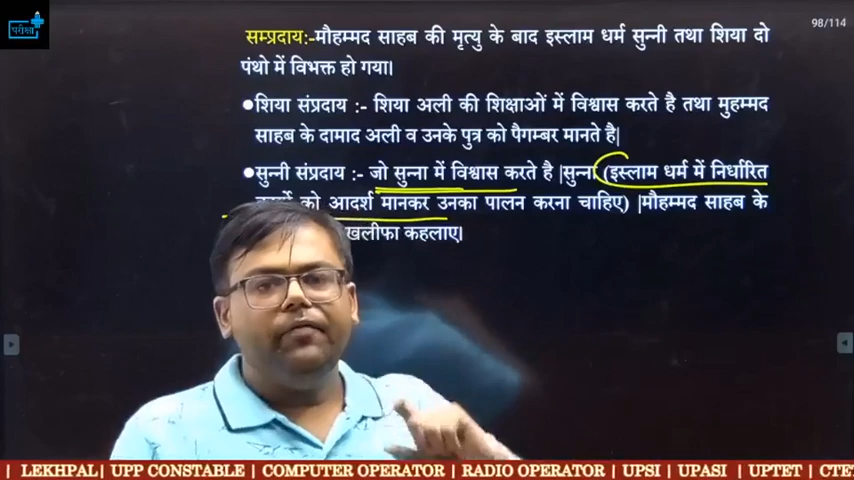 परीक्षा
98/114
सम्प्रदाय:-मौहम्मद साहब की मृत्यु के बाद इस्लाम धर्म सुन्नी तथा शिया दो
पंथो में विभक्त हो गया।
●शिया संप्रदाय :- शिया अली की शिक्षाओं में विश्वास करते है तथा मुहम्मद
साहब के दामाद अली व उनके पुत्र को पैगम्बर मानते है|
●सुन्नी संप्रदाय :- जो सुन्ना में विश्वास करते है |सुन्ना (इस्लाम धर्म में निर्धारित
को आदर्श मानकर उनका पालन करना चाहिए) |मौहम्मद साहब के
खलीफा कहलाए|
| LEKHPAL| UPP CONSTABLE | COMPUTER OPERATOR | RADIO OPERATOR | UPSI | UPASI | UPTET | CTE